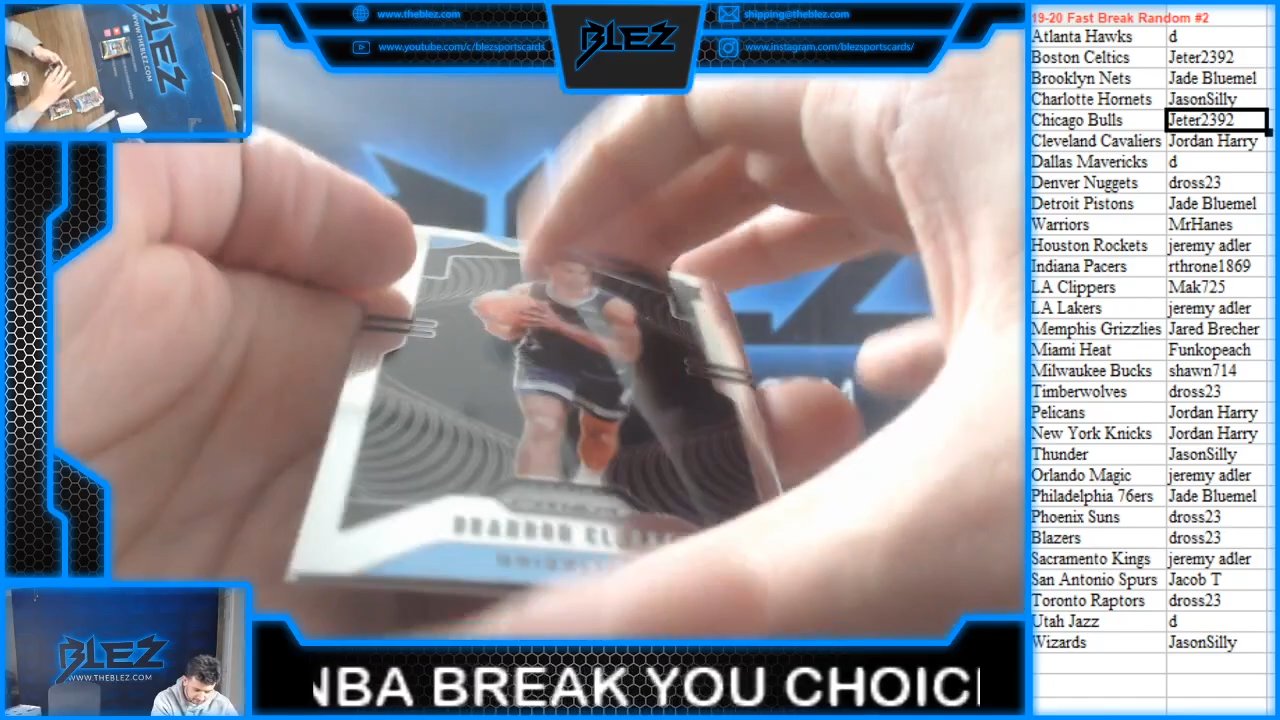 www.theblez.com
shipping@theblez.com
www.youtube.com/c/blezsportscards
www.instagram.com/blezsportscards/
BLEZ
BLEZ
WWW.THEBLEZ.COM
BRANDON
BLEZ
WWW.THEBLEZ.COM
NBA BREAK YOU CHOIC
19-20 Fast Break Random #2
Atlanta Hawks d
Boston Celtics Jeter2392
Brooklyn Nets Jade Bluemel
Charlotte Hornets JasonSilly
Chicago Bulls Jeter2392
Cleveland Cavaliers Jordan Harry
Dallas Mavericks d
Denver Nuggets dross23
Detroit Pistons Jade Bluemel
Warriors MrHanes
Houston Rockets jeremy adler
Indiana Pacers rthrone1869
LA Clippers Mak725
LA Lakers jeremy adler
Memphis Grizzlies Jared Brecher
Miami Heat Funkopeach
Milwaukee Bucks shawn714
Timberwolves dross23
Pelicans Jordan Harry
New York Knicks Jordan Harry
Thunder JasonSilly
Orlando Magic jeremy adler
Philadelphia 76ers Jade Bluemel
Phoenix Suns dross23
Blazers dross23
Sacramento Kings jeremy adler
San Antonio Spurs Jacob T
Toronto Raptors dross23
Utah Jazz d
Wizards JasonSilly